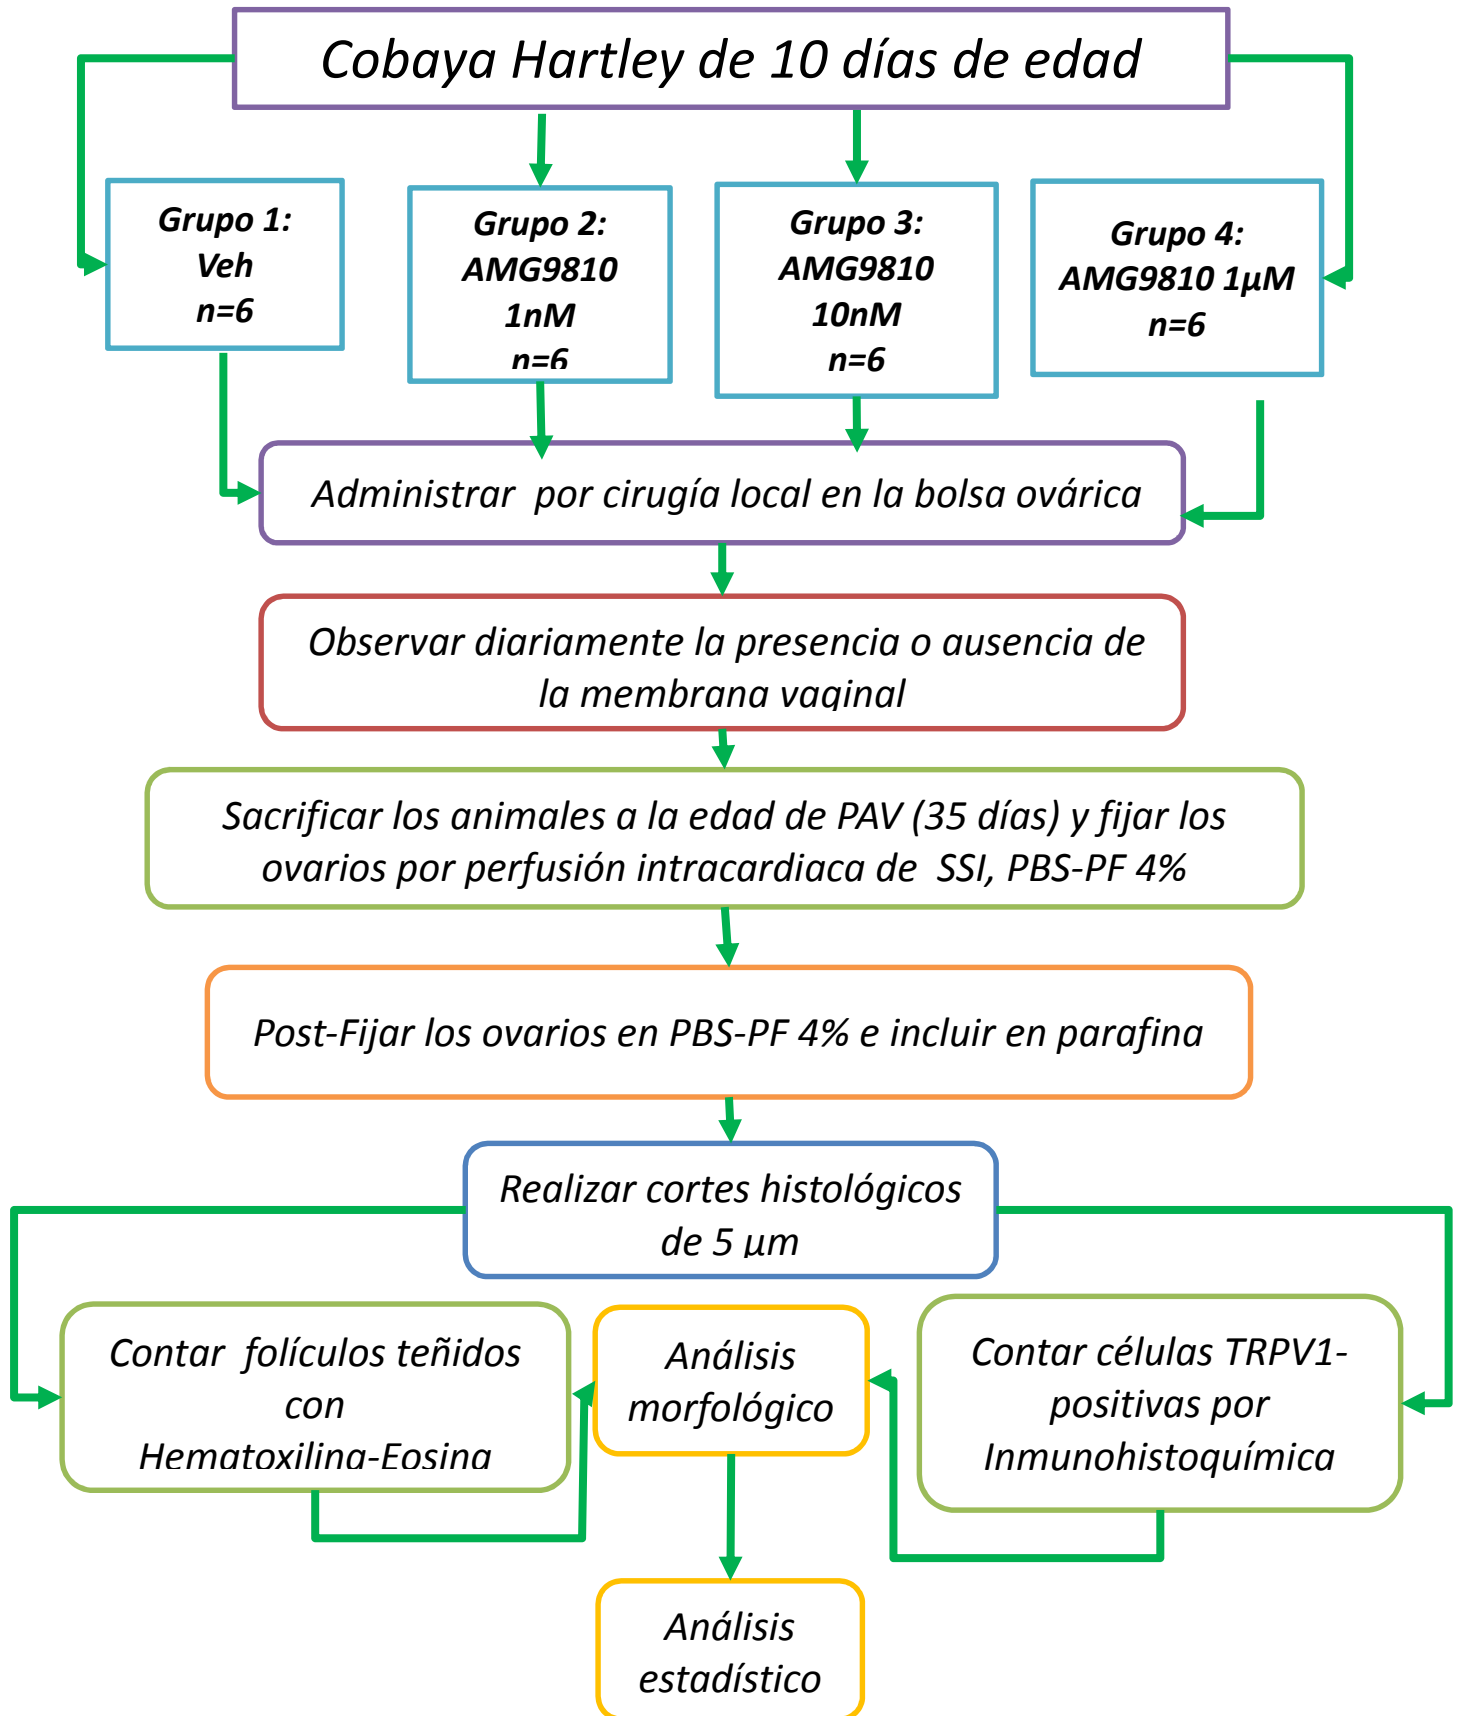 Cobaya Hartley de 10 días de edad
Grupo 1:
Veh
n=6
Grupo 2:
AMG9810
1nM
n=6
Grupo 3:
AMG9810
10nM
n=6
Grupo 4:
AMG9810 1µM
n=6
Administrar por cirugía local en la bolsa ovárica
Observar diariamente la presencia o ausencia de
la membrana vaginal
Sacrificar los animales a la edad de PAV (35 días) y fijar los
ovarios por perfusión intracardiaca de SSI, PBS-PF 4%
Post-Fijar los ovarios en PBS-PF 4% e incluir en parafina
Realizar cortes histológicos
de 5 µm
Contar folículos teñidos
con
Hematoxilina-Eosina
Análisis
morfológico
Contar células TRPV1-
positivas por
Inmunohistoquímica
Análisis
estadístico